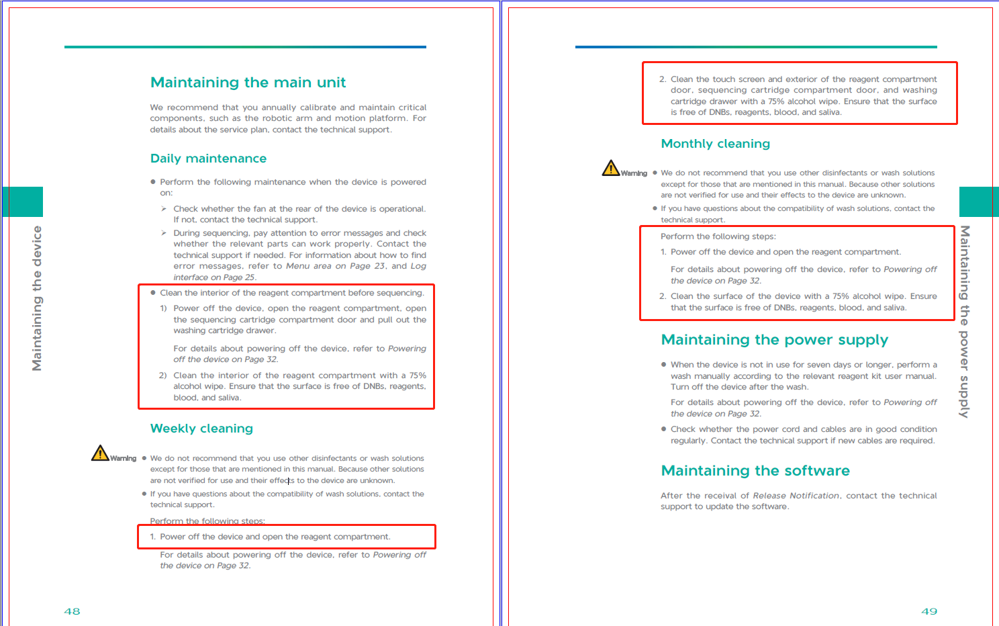 Maintaining the main unit
We recommend that you annually calibrate and maintain critical
components, such as the robotic arm and motion platform. For
details about the service plan, contact the technical support.
Daily maintenance
● Perform the following maintenance when the device is powered
on:
➢ Check whether the fan at the rear of the device is operational.
If not, contact the technical support.
➢ During sequencing, pay attention to error messages and check
whether the relevant parts can work properly. Contact the
technical support if needed. For information about how to find
error messages, refer to Menu area on Page 23, and Log
interface on Page 25.
● Clean the interior of the reagent compartment before sequencing.
1) Power off the device, open the reagent compartment, open
the sequencing cartridge compartment door and pull out the
washing cartridge drawer.
For details about powering off the device, refer to Powering
off the device on Page 32.
2) Clean the interior of the reagent compartment with a 75%
alcohol wipe. Ensure that the surface is free of DNBs, reagents,
blood, and saliva.
Weekly cleaning
Warning ● We do not recommend that you use other disinfectants or wash solutions
except for those that are mentioned in this manual. Because other solutions
are not verified for use and their effects to the device are unknown.
● If you have questions about the compatibility of wash solutions, contact the
technical support.
Perform the following steps:
1. Power off the device and open the reagent compartment.
For details about powering off the device, refer to Powering off
the device on Page 32.
Maintaining the device
48
2. Clean the touch screen and exterior of the reagent compartment
door, sequencing cartridge compartment door, and washing
cartridge drawer with a 75% alcohol wipe. Ensure that the surface
is free of DNBs, reagents, blood, and saliva.
Monthly cleaning
Warning ● We do not recommend that you use other disinfectants or wash solutions
except for those that are mentioned in this manual. Because other solutions
are not verified for use and their effects to the device are unknown.
● If you have questions about the compatibility of wash solutions, contact the
technical support.
Perform the following steps:
1. Power off the device and open the reagent compartment.
For details about powering off the device, refer to Powering off
the device on Page 32.
2. Clean the surface of the device with a 75% alcohol wipe. Ensure
that the surface is free of DNBs, reagents, blood, and saliva.
Maintaining the power supply
● When the device is not in use for seven days or longer, perform a
wash manually according to the relevant reagent kit user manual.
Turn off the device after the wash.
For details about powering off the device, refer to Powering off
the device on Page 32.
● Check whether the power cord and cables are in good condition
regularly. Contact the technical support if new cables are required.
Maintaining the software
After the receival of Release Notification, contact the technical
support to update the software.
Maintaining the power supply
49